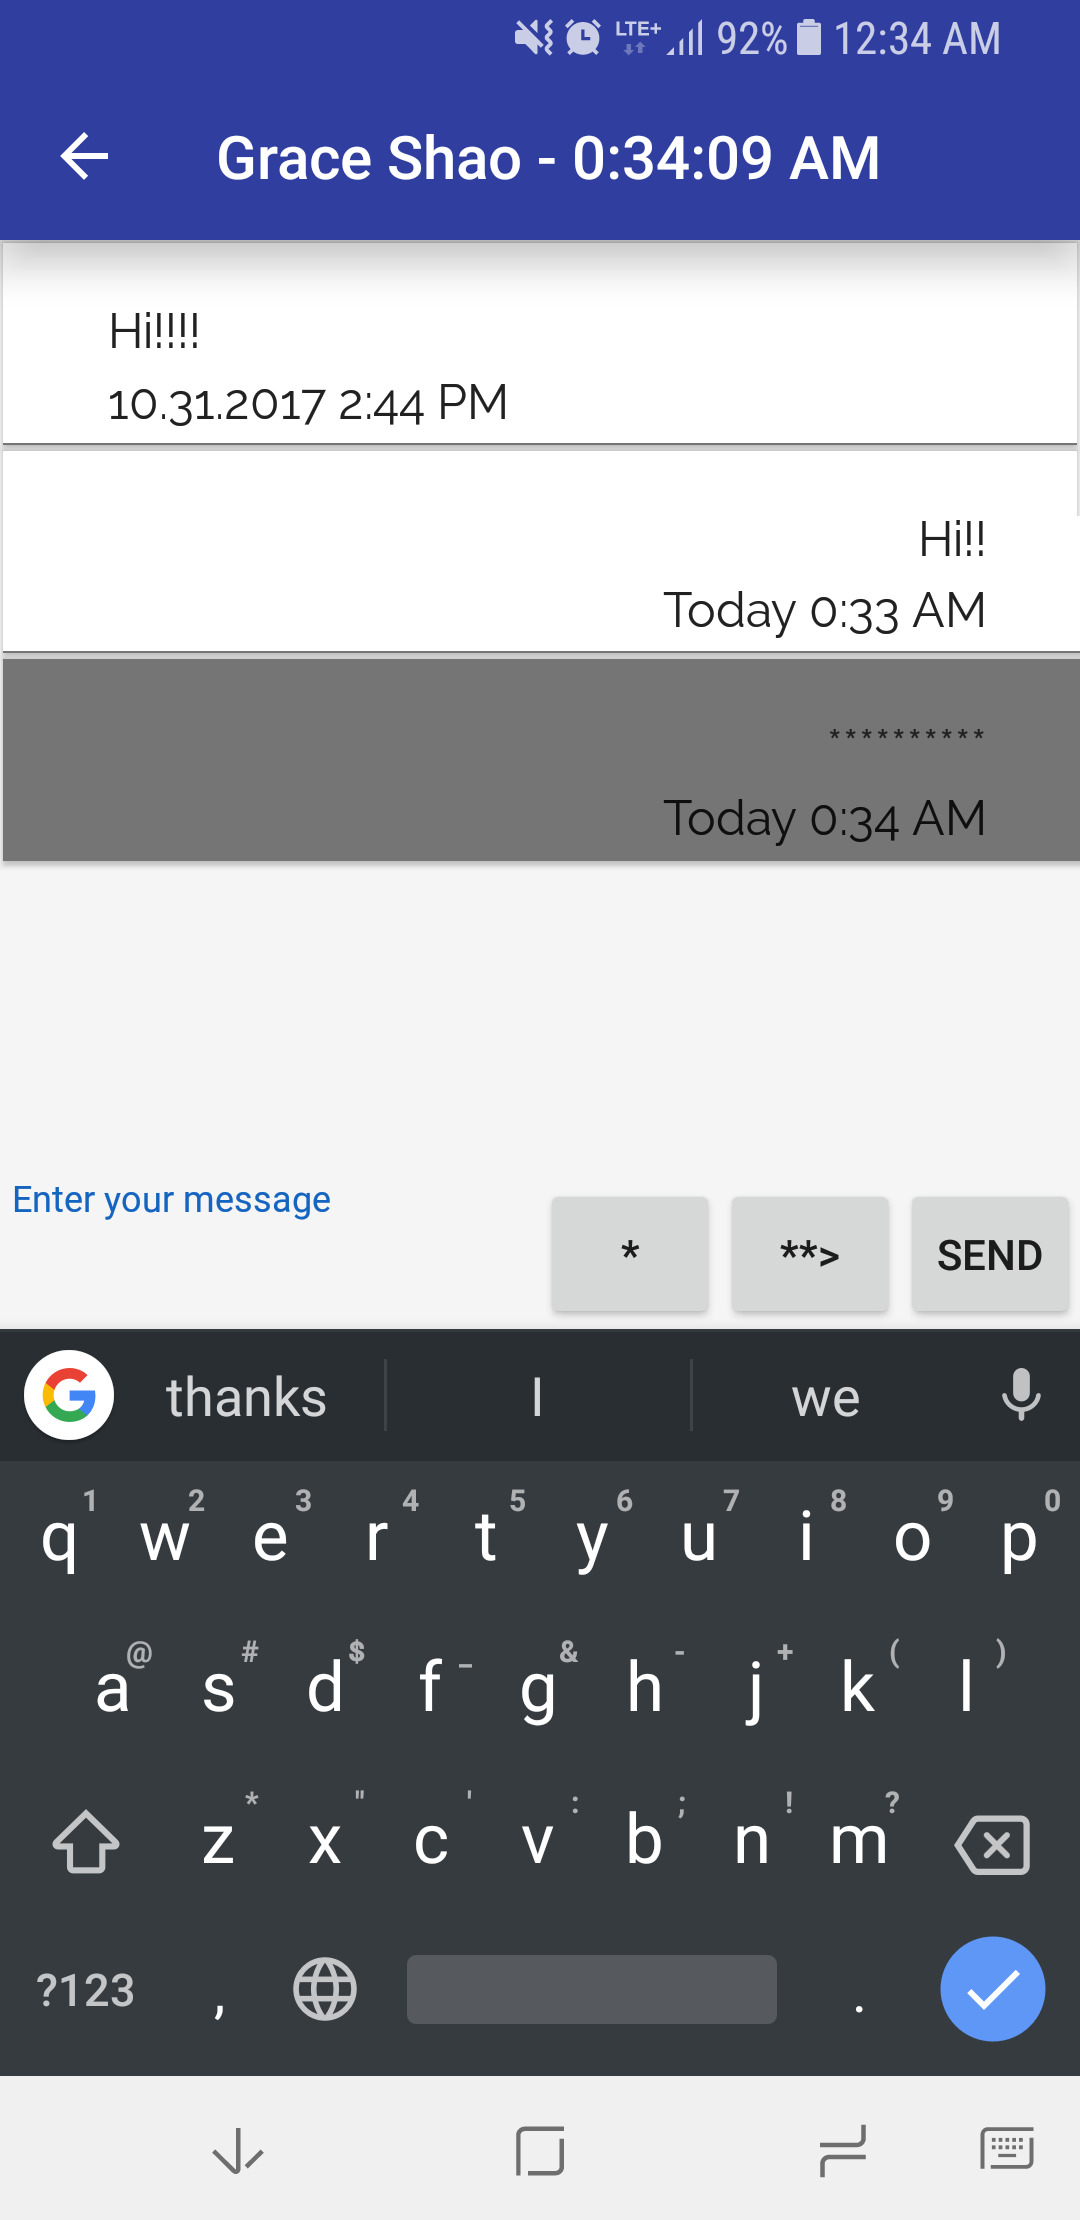 LTE+ 92% 12:34 AM
Grace Shao - 0:34:09 AM
Hi!!!!
10.31.2017 2:44 PM
Hi!!
Today 0:33 AM
**********
Today 0:34 AM
Enter your message
* **> SEND
G thanks I we
1 2 3 4 5 6 7 8 9 0
q w e r t y u i o p
@ # $ _ & - + ( )
a s d f g h j k l
* " ' : ; ! ?
z x c v b n m
?123 , .